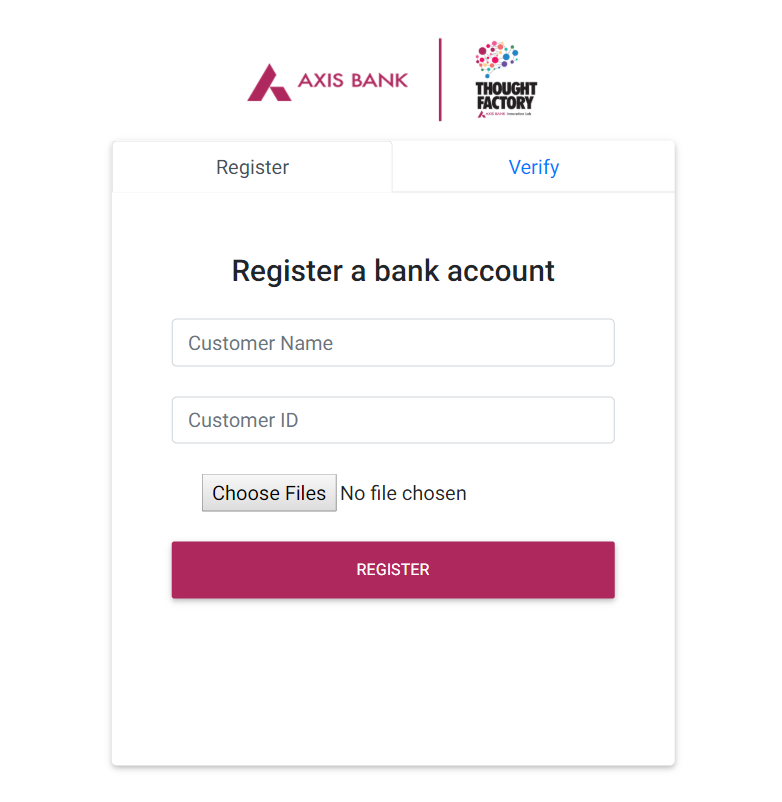 AXIS BANK
THOUGHT
FACTORY
AXIS BANK Innovation Lab
Register
Verify
Register a bank account
Customer Name
Customer ID
Choose Files No file chosen
REGISTER